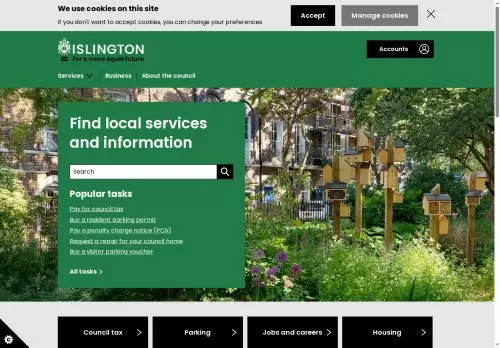 We use cookies on this site
If you don't want to accept cookies, you can change your preferences
Accept
Manage cookies
ISLINGTON
For a more equal future
Accounts
Services
Business
About the council
Find local services
and information
Search
Popular tasks
Pay for council tax
Buy a resident parking permit
Pay a penalty charge notice (PCN)
Request a repair for your council home
Buy a visitor parking voucher
All tasks
Council tax
Parking
Jobs and careers
Housing